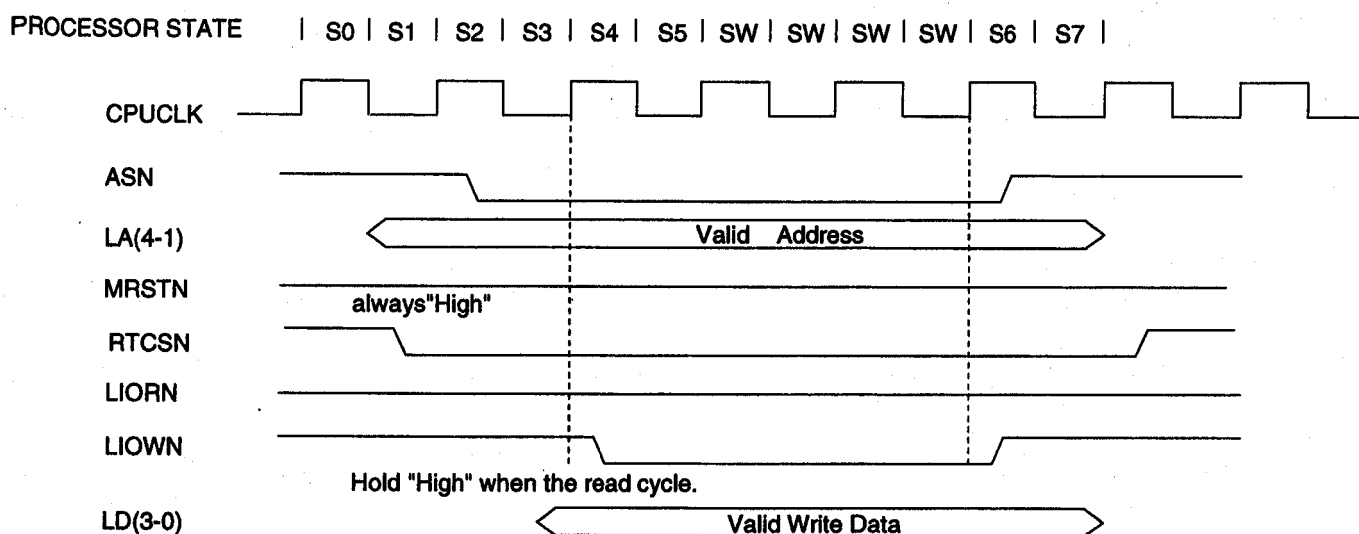 PROCESSOR STATE | S0 | S1 | S2 | S3 | S4 | S5 | SW | SW | SW | SW | S6 | S7 |
CPUCLK
ASN
LA(4-1) Valid Address
MRSTN
always"High"
RTCSN
LIORN
LIOWN
Hold "High" when the read cycle.
LD(3-0) Valid Write Data